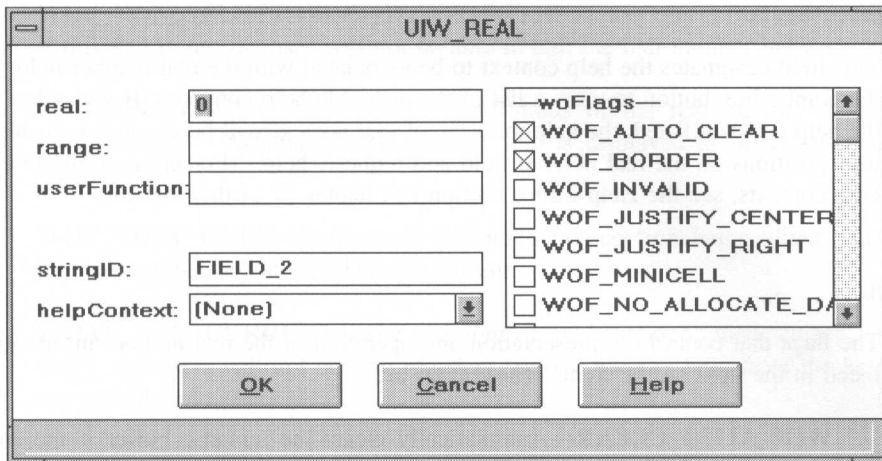 UIW_REAL
real: 0
range:
userFunction:
stringID: FIELD_2
helpContext: (None)
woFlags
WOF_AUTO_CLEAR
WOF_BORDER
WOF_INVALID
WOF_JUSTIFY_CENTER
WOF_JUSTIFY_RIGHT
WOF_MINICELL
WOF_NO_ALLOCATE_DA
OK
Cancel
Help